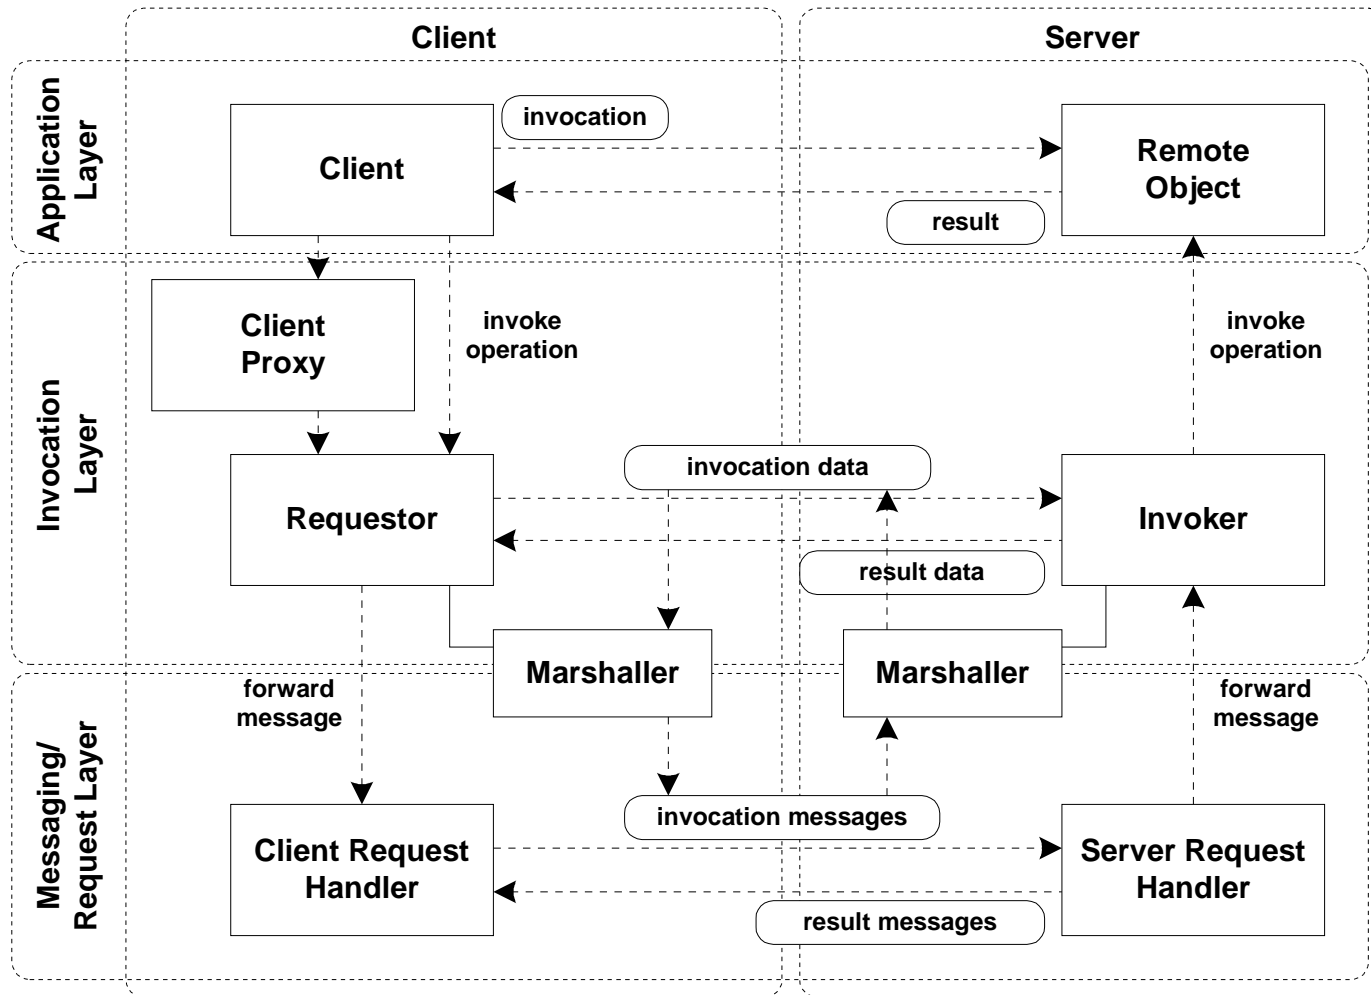 Client
Server
Application
Layer
invocation
Client
Remote
Object
result
Invocation
Layer
Client
Proxy
invoke
operation
invoke
operation
invocation data
Requestor
Invoker
result data
Marshaller
Marshaller
Messaging/
Request Layer
forward
message
forward
message
invocation messages
Client Request
Handler
Server Request
Handler
result messages